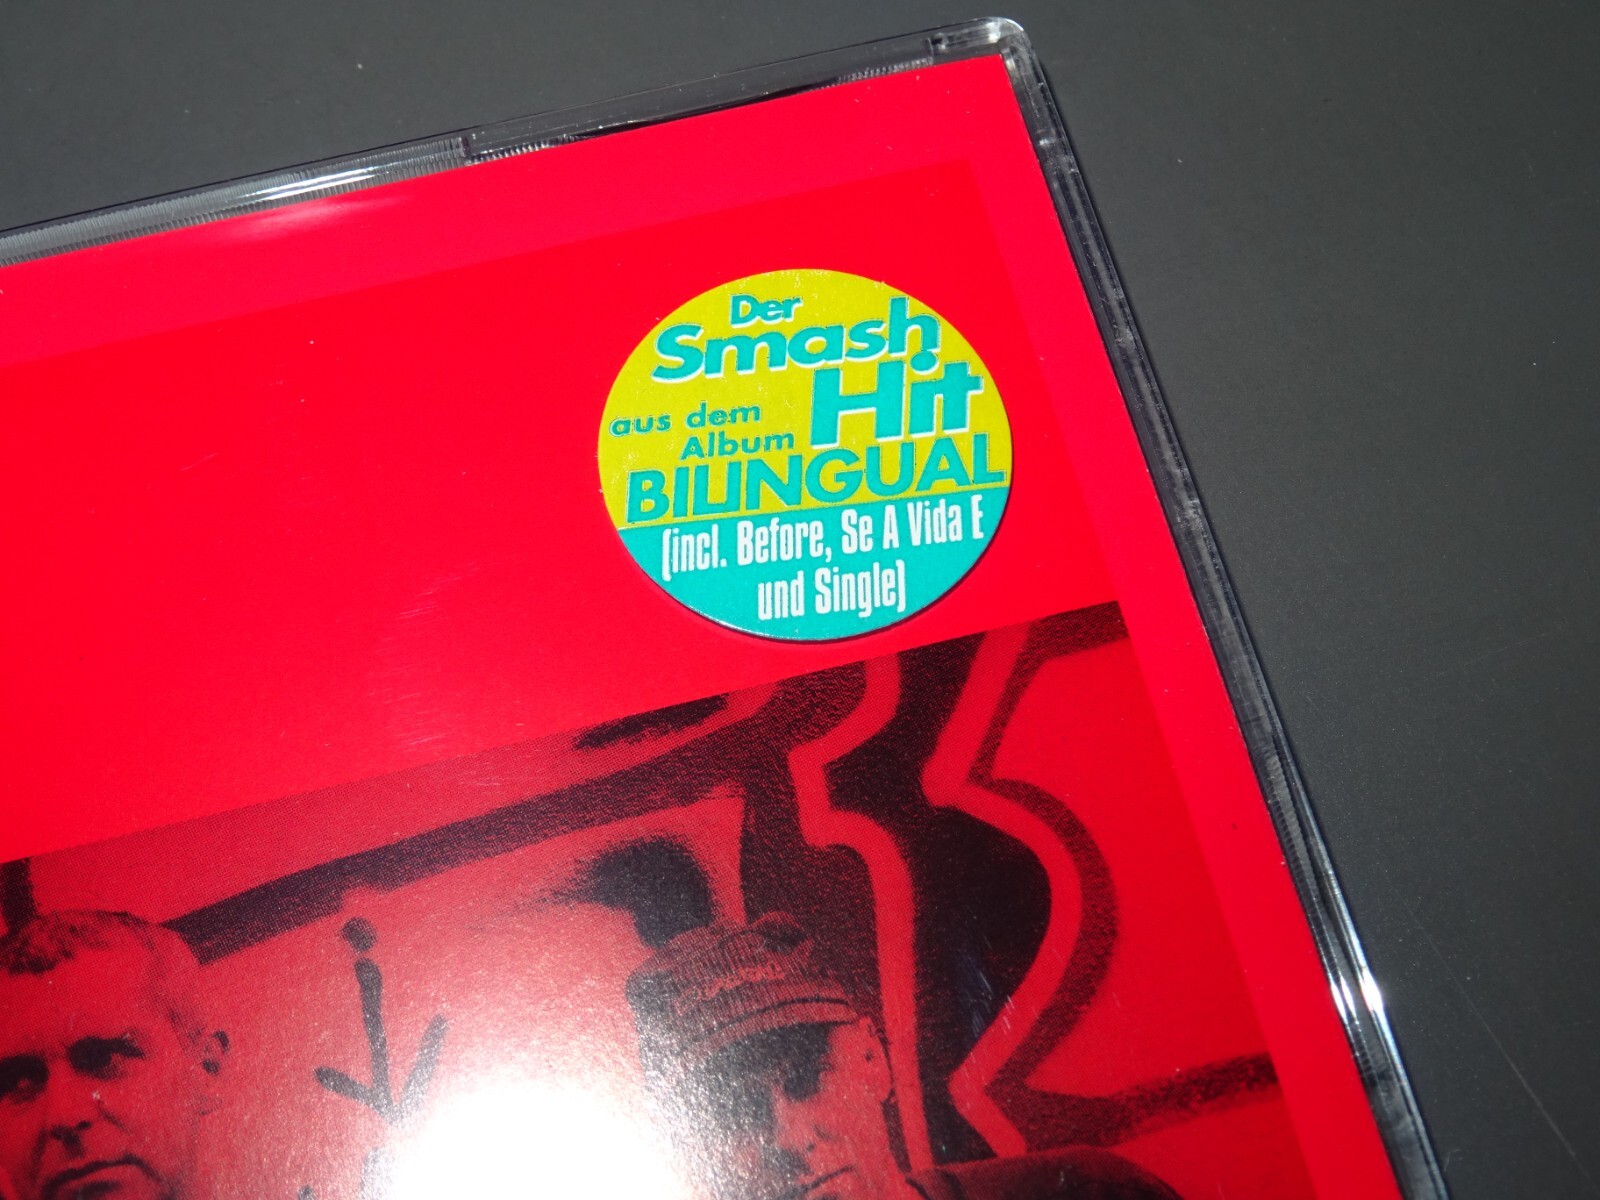 Der
Smash
Hit
aus dem
Album
BILINGUAL
(incl. Before, Se A Vida E
und Single)